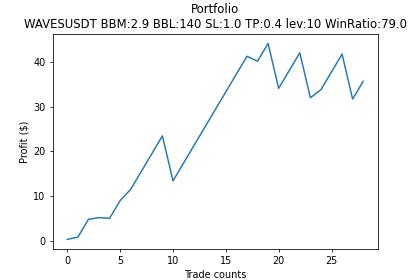 Portfolio
WAVESUSDT BBM:2.9 BBL:140 SL:1.0 TP:0.4 lev:10 WinRatio:79.0
40
30
20
10
0
Profit ($)
0 5 10 15 20 25
Trade counts